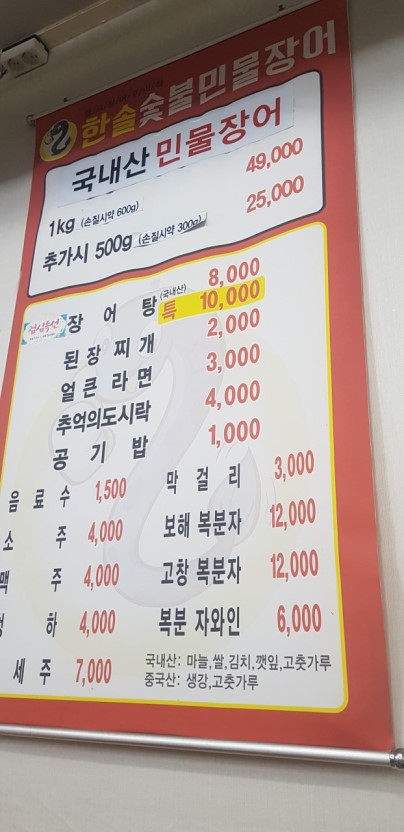 한솔숯불민물장어
국내산 민물장어
1kg (손질시약 600g) 49,000
추가시 500g (손질시약 300g) 25,000
점심특선 장 어 탕 (국내산) 8,000
특 10,000
된 장 찌 개 2,000
얼 큰 라 면 3,000
추억의도시락 4,000
공 기 밥 1,000
음 료 수 1,500 막 걸 리 3,000
소 주 4,000 보해 복분자 12,000
맥 주 4,000 고창 복분자 12,000
하 4,000 복분 자와인 6,000
세 주 7,000 국내산: 마늘,쌀,김치,깻잎,고춧가루
중국산: 생강,고춧가루